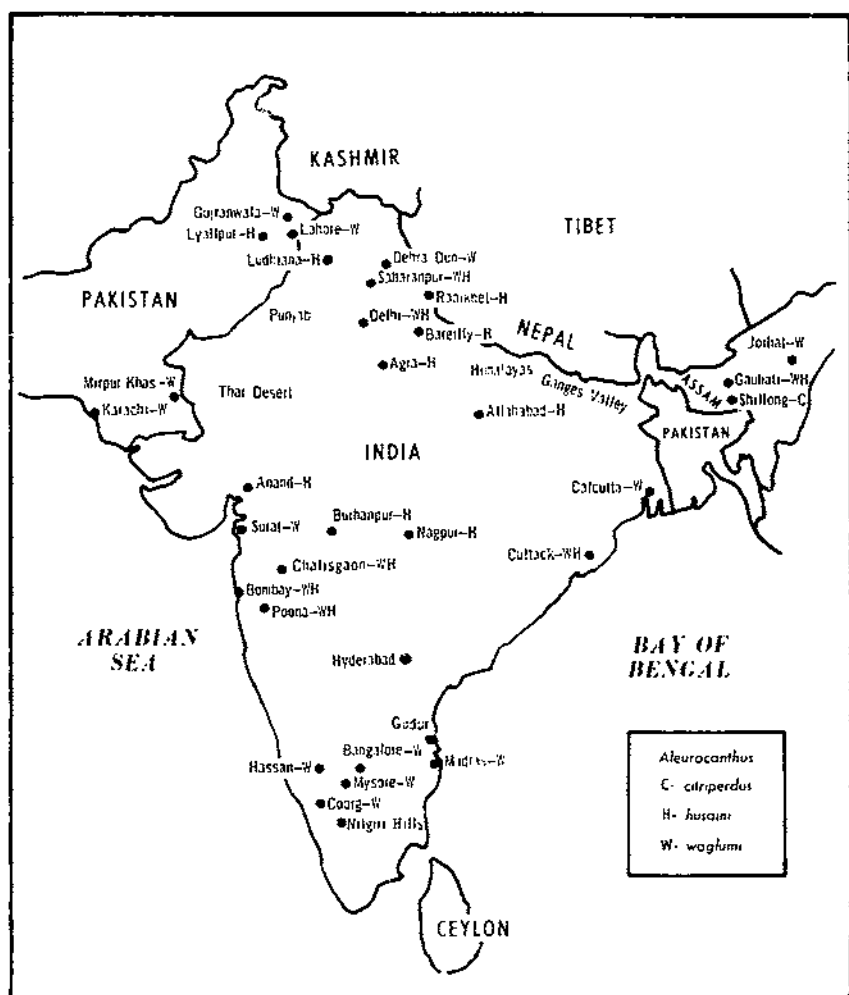 KASHMIR
Gujranwala-W
Lyallpur-H
Lahore-W
TIBET
Ludhiana-H
Dehra Dun-W
Saharanpur-WH
PAKISTAN
Ranikhet-H
Punjab
Delhi-WH
NEPAL
Bareilly-H
Jorhat-W
Agra-H
Himalayas
ASSAM
Gauhati-WH
Mirpur Khas-W
Thar Desert
Ganges Valley
Shillong-C
Karachi-W
Allahabad-H
PAKISTAN
INDIA
Anand-H
Calcutta-W
Surat-W
Burhanpur-H
Nagpur-H
Cuttack-WH
Chalisgaon-WH
Bombay-WH
Poona-WH
ARABIAN
SEA
BAY OF
BENGAL
Hyderabad
Gudur
Bangalore-W
Hassan-W
Madras-W
Mysore-W
Coorg-W
Nilgiri Hills
CEYLON
Aleurocanthus
C- citriperdus
H- husaini
W- woglumi